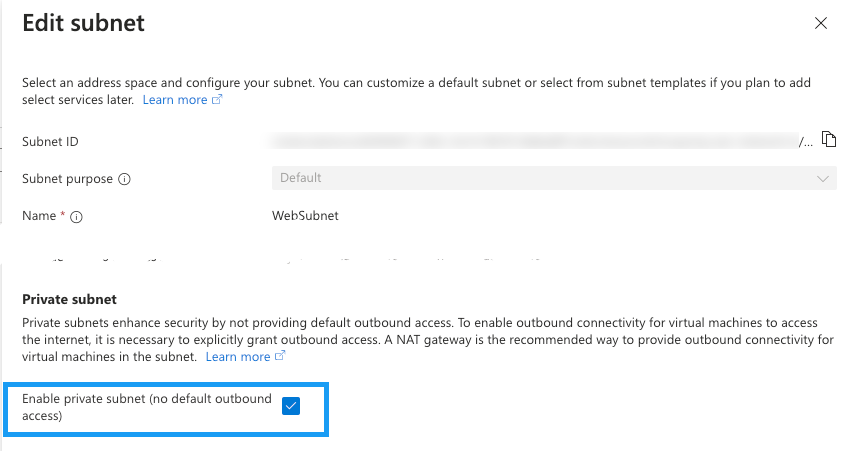 Edit subnet
Select an address space and configure your subnet. You can customize a default subnet or select from subnet templates if you plan to add
select services later. Learn more
Subnet ID /...
Subnet purpose Default
Name * WebSubnet
Private subnet
Private subnets enhance security by not providing default outbound access. To enable outbound connectivity for virtual machines to access
the internet, it is necessary to explicitly grant outbound access. A NAT gateway is the recommended way to provide outbound connectivity for
virtual machines in the subnet. Learn more
Enable private subnet (no default outbound
access)